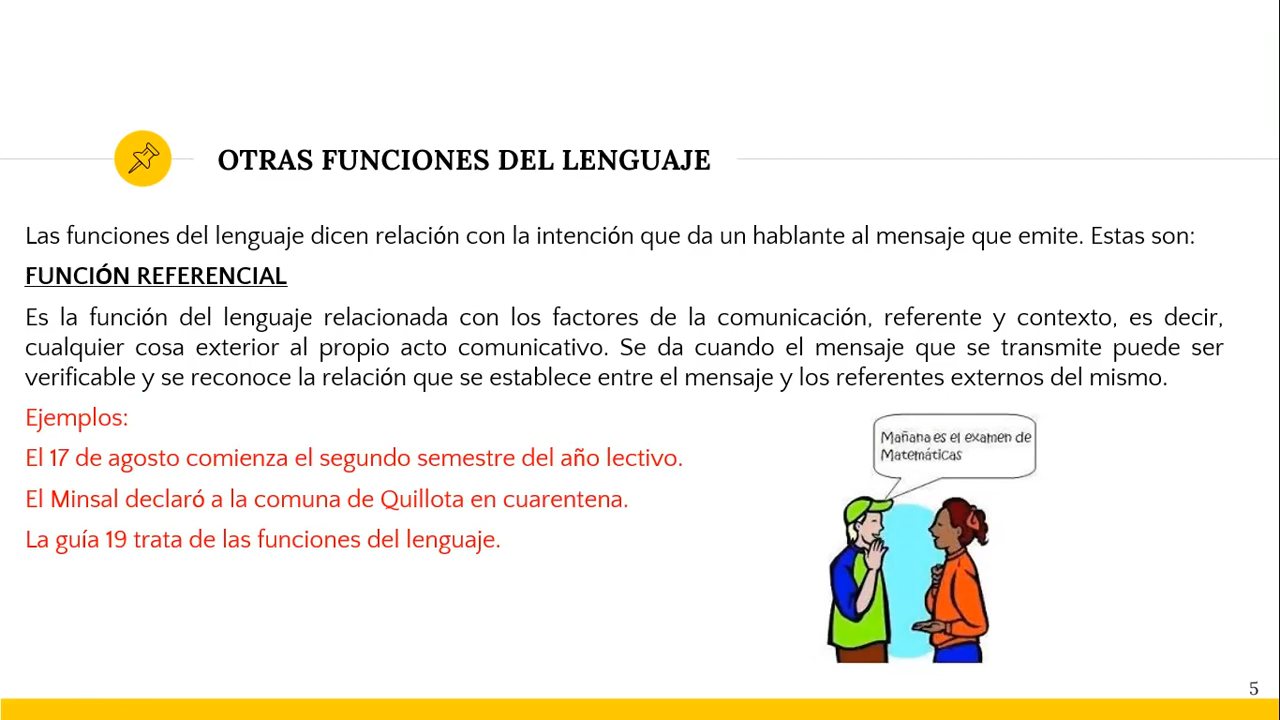 OTRAS FUNCIONES DEL LENGUAJE
Las funciones del lenguaje dicen relación con la intención que da un hablante al mensaje que emite. Estas son:
FUNCIÓN REFERENCIAL
Es la función del lenguaje relacionada con los factores de la comunicación, referente y contexto, es decir,
cualquier cosa exterior al propio acto comunicativo. Se da cuando el mensaje que se transmite puede ser
verificable y se reconoce la relación que se establece entre el mensaje y los referentes externos del mismo.
Ejemplos:
El 17 de agosto comienza el segundo semestre del año lectivo.
El Minsal declaró a la comuna de Quillota en cuarentena.
La guía 19 trata de las funciones del lenguaje.
Mañana es el examen de
Matemáticas
5